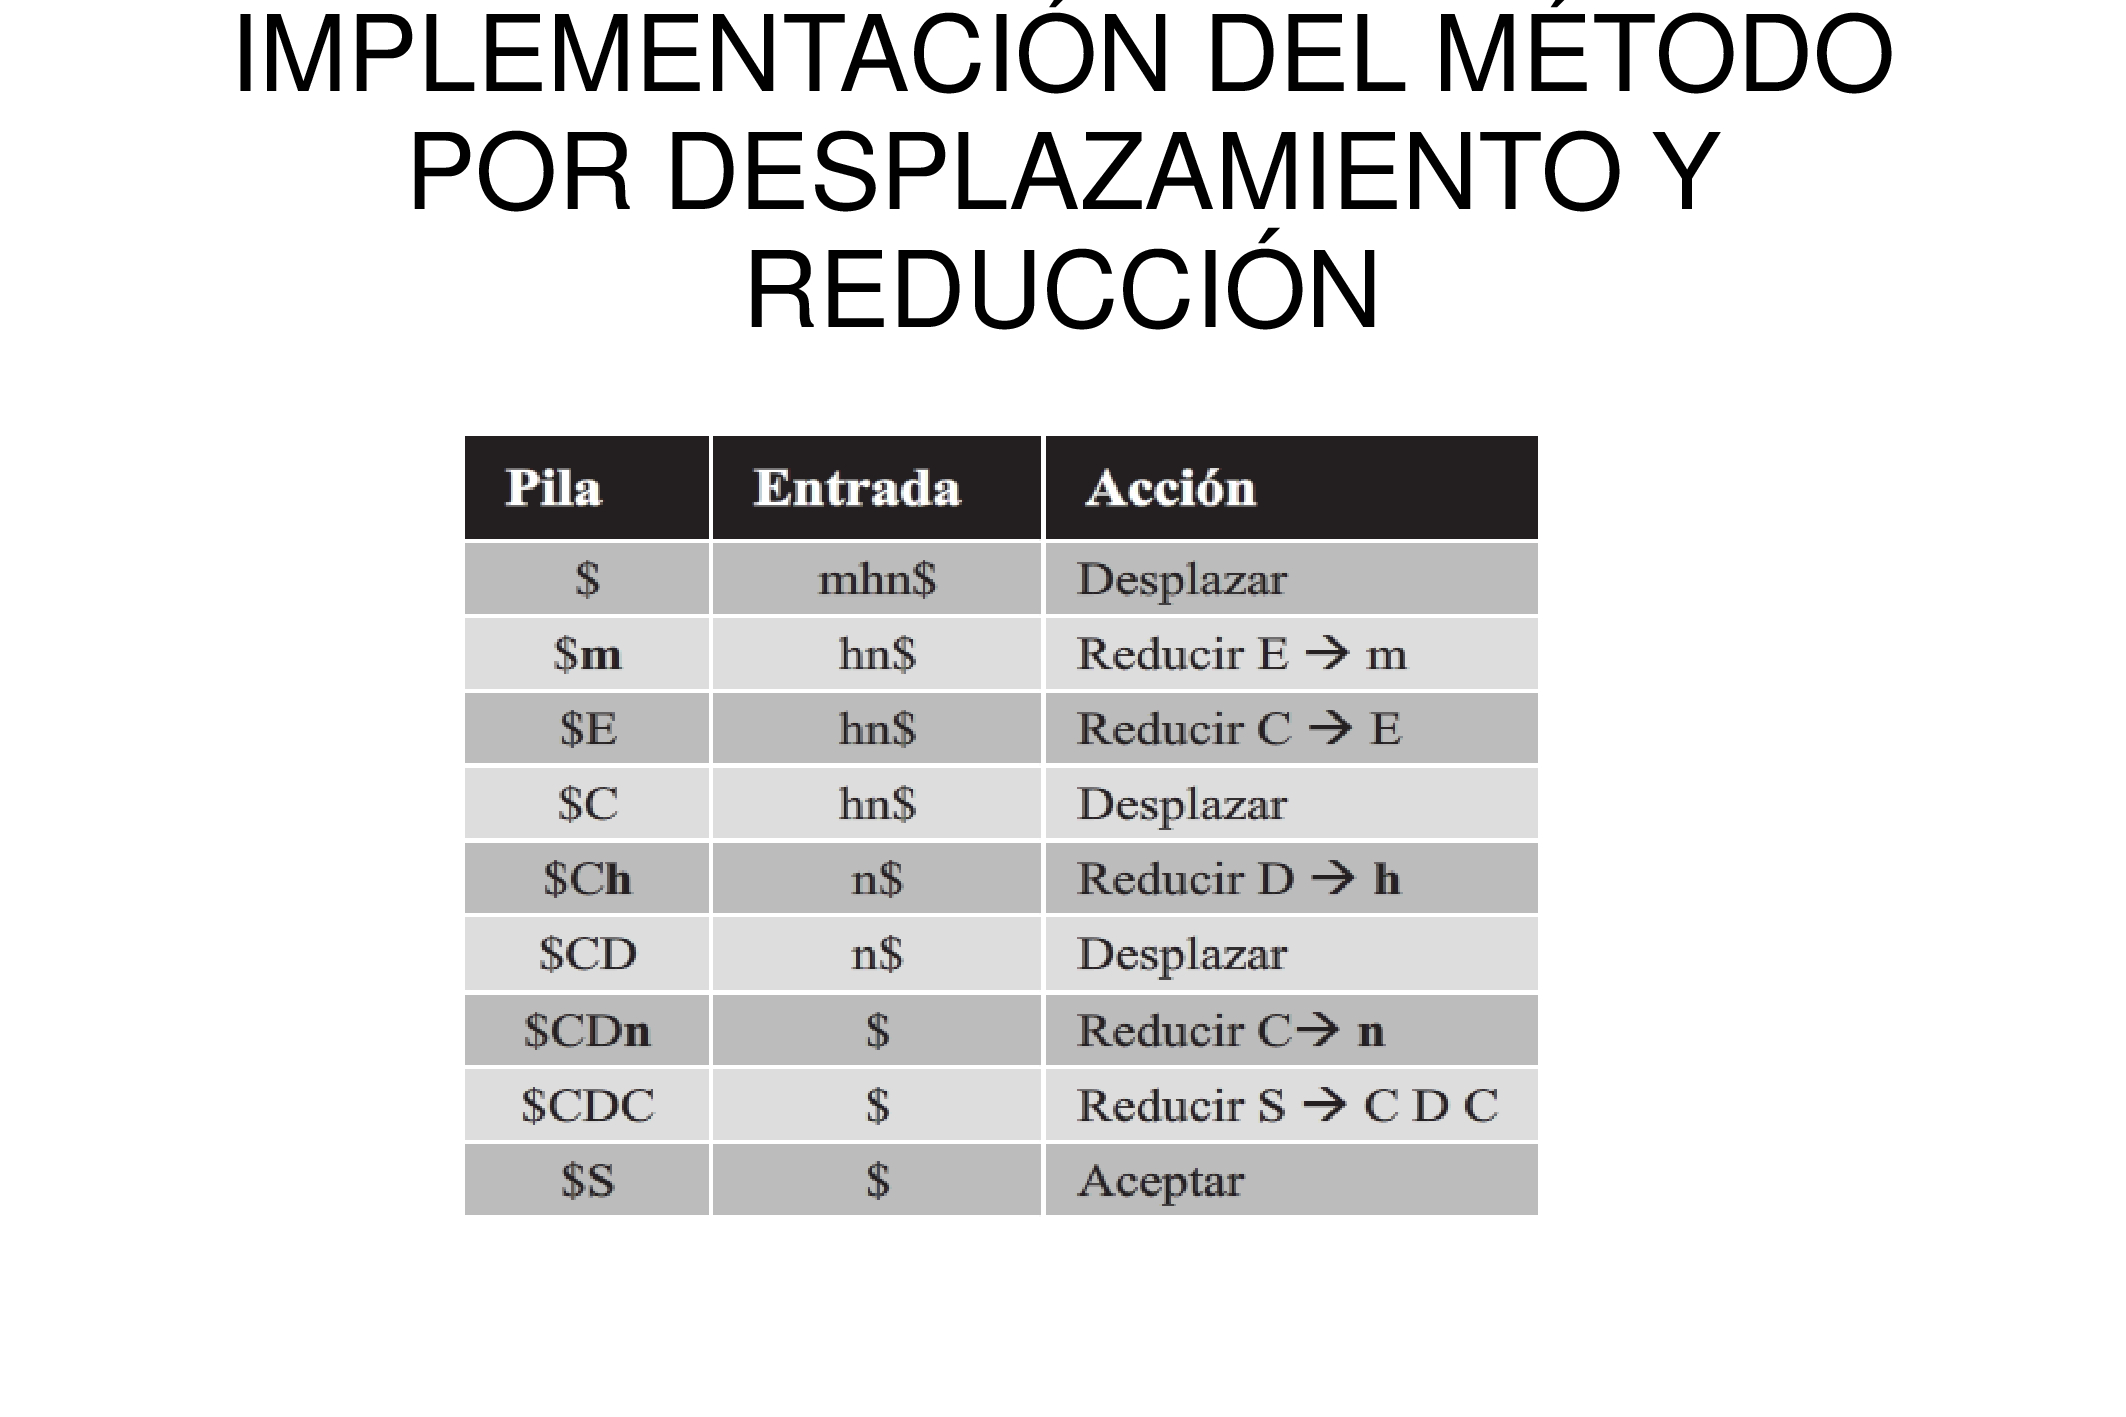 IMPLEMENTACIÓN DEL MÉTODO
POR DESPLAZAMIENTO Y
REDUCCIÓN
Pila Entrada Acción
$ mhn$ Desplazar
$m hn$ Reducir E → m
$E hn$ Reducir C → E
$C hn$ Desplazar
$Ch n$ Reducir D → h
$CD n$ Desplazar
$CDn $ Reducir C→ n
$CDC $ Reducir S → C D C
$S $ Aceptar